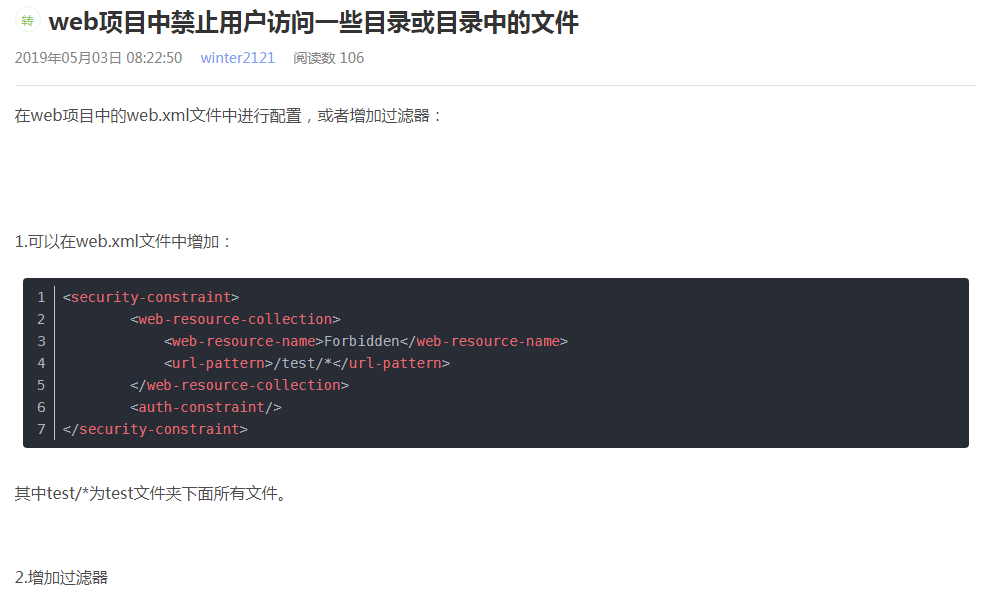 转 web项目中禁止用户访问一些目录或目录中的文件
2019年05月03日 08:22:50 winter2121 阅读数 106
在web项目中的web.xml文件中进行配置，或者增加过滤器：
1.可以在web.xml文件中增加：
1 <security-constraint>
2 <web-resource-collection>
3 <web-resource-name>Forbidden</web-resource-name>
4 <url-pattern>/test/*</url-pattern>
5 </web-resource-collection>
6 <auth-constraint/>
7 </security-constraint>
其中test/*为test文件夹下面所有文件。
2.增加过滤器